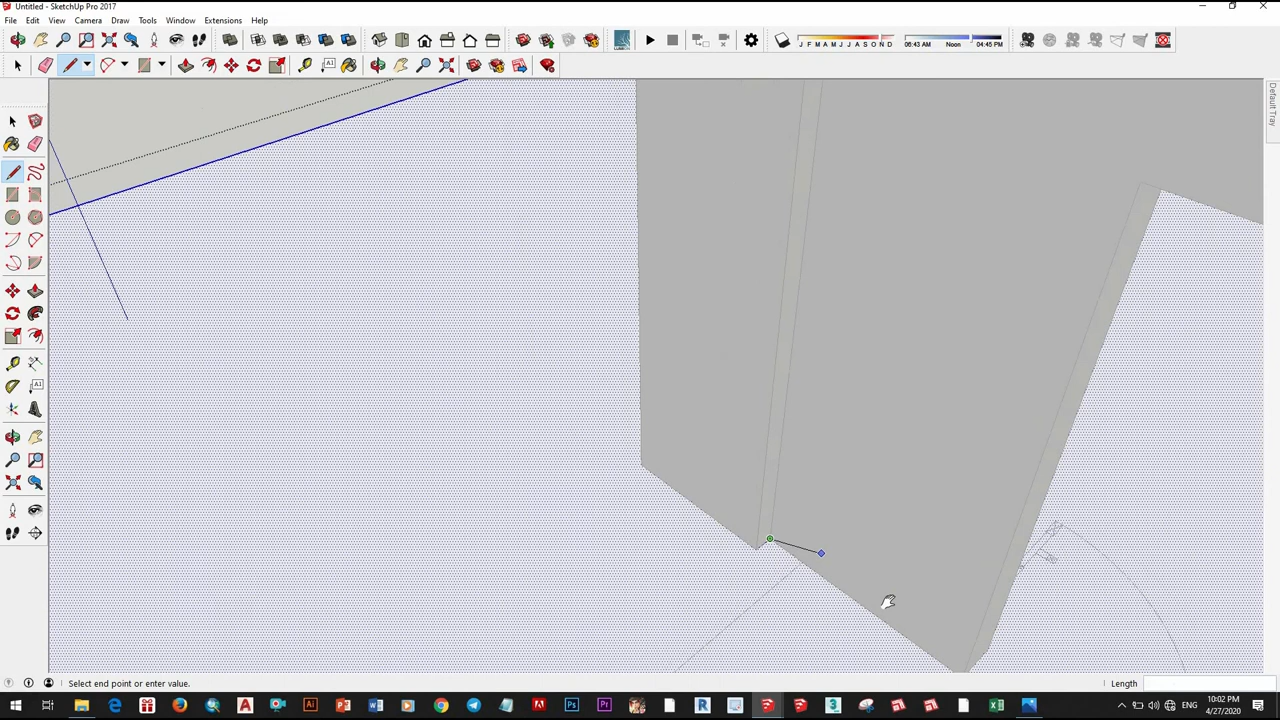 Untitled - SketchUp Pro 2017
File Edit View Camera Draw Tools Window Extensions Help
J F M A M J J A S O N D 06:43 AM Noon 04:45 PM
Default Tray
Select end point or enter value. Length
ENG 10:02 PM
4/27/2020